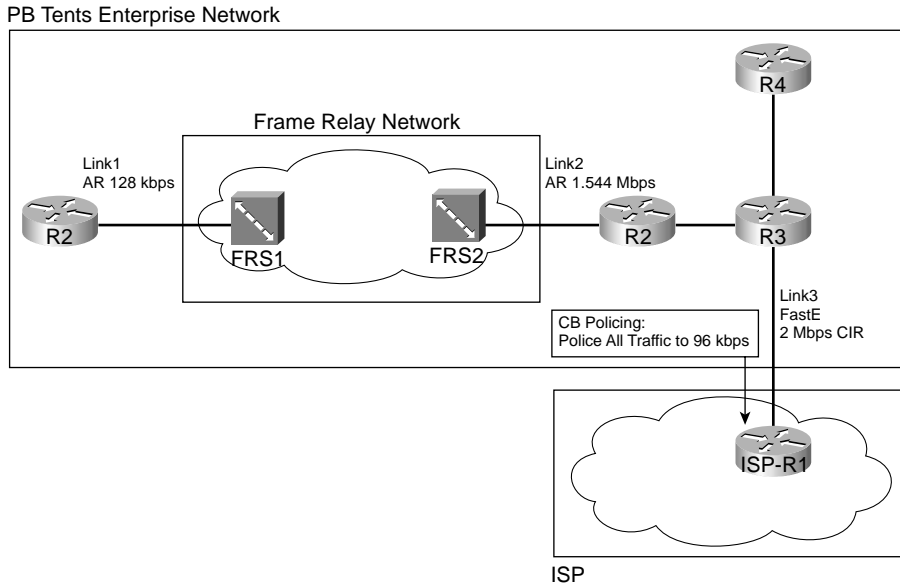 PB Tents Enterprise Network
R4
Frame Relay Network
Link1
AR 128 kbps
Link2
AR 1.544 Mbps
R2
FRS1
FRS2
R2
R3
Link3
FastE
2 Mbps CIR
CB Policing:
Police All Traffic to 96 kbps
ISP-R1
ISP